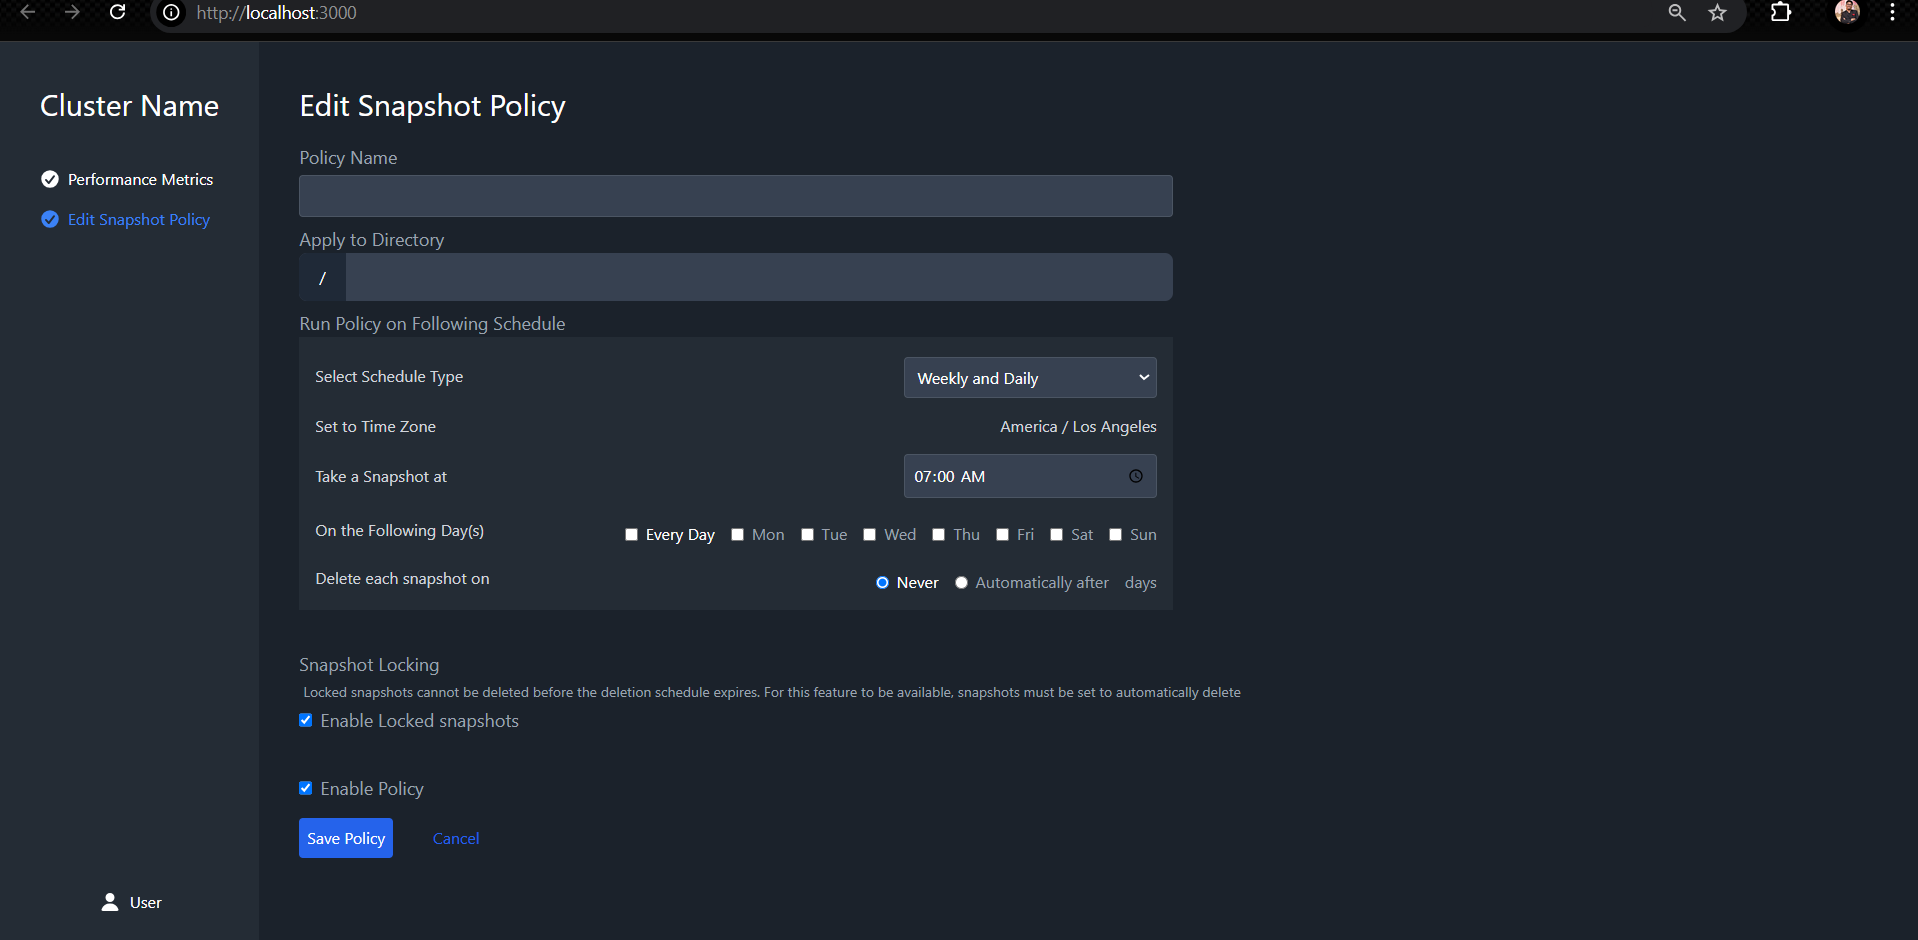 http://localhost:3000
Cluster Name
Performance Metrics
Edit Snapshot Policy
User
Edit Snapshot Policy
Policy Name
Apply to Directory
/
Run Policy on Following Schedule
Select Schedule Type Weekly and Daily
Set to Time Zone America / Los Angeles
Take a Snapshot at 07:00 AM
On the Following Day(s) Every Day Mon Tue Wed Thu Fri Sat Sun
Delete each snapshot on Never Automatically after days
Snapshot Locking
Locked snapshots cannot be deleted before the deletion schedule expires. For this feature to be available, snapshots must be set to automatically delete
Enable Locked snapshots
Enable Policy
Save Policy Cancel